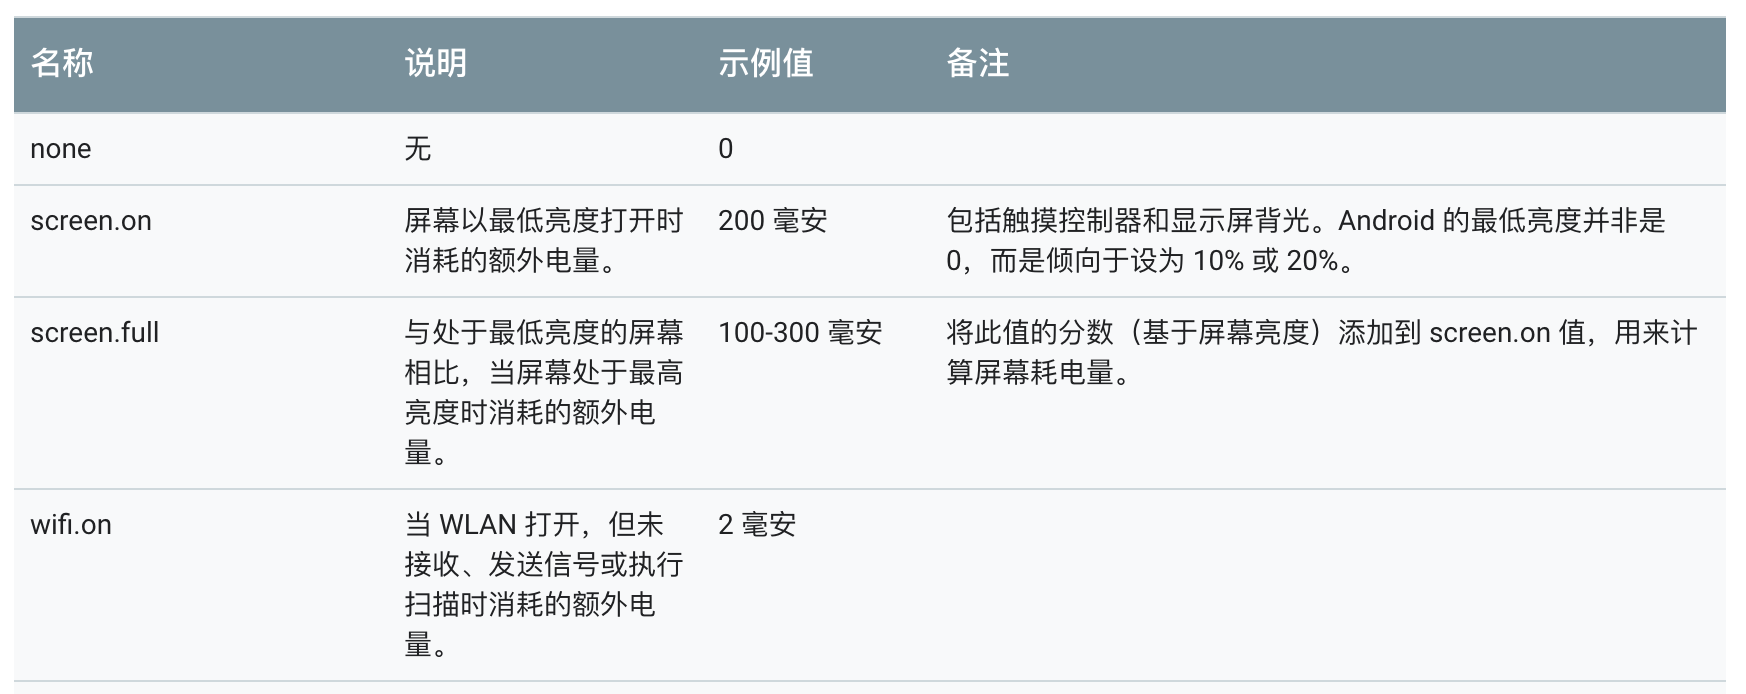 名称 说明 示例值 备注
none 无 0
screen.on 屏幕以最低亮度打开时 200 毫安 包括触摸控制器和显示屏背光。Android 的最低亮度并非是
消耗的额外电量。 0，而是倾向于设为 10% 或 20%。
screen.full 与处于最低亮度的屏幕 100-300 毫安 将此值的分数（基于屏幕亮度）添加到 screen.on 值，用来计
相比，当屏幕处于最高 算屏幕耗电量。
亮度时消耗的额外电
量。
wifi.on 当 WLAN 打开，但未 2 毫安
接收、发送信号或执行
扫描时消耗的额外电
量。